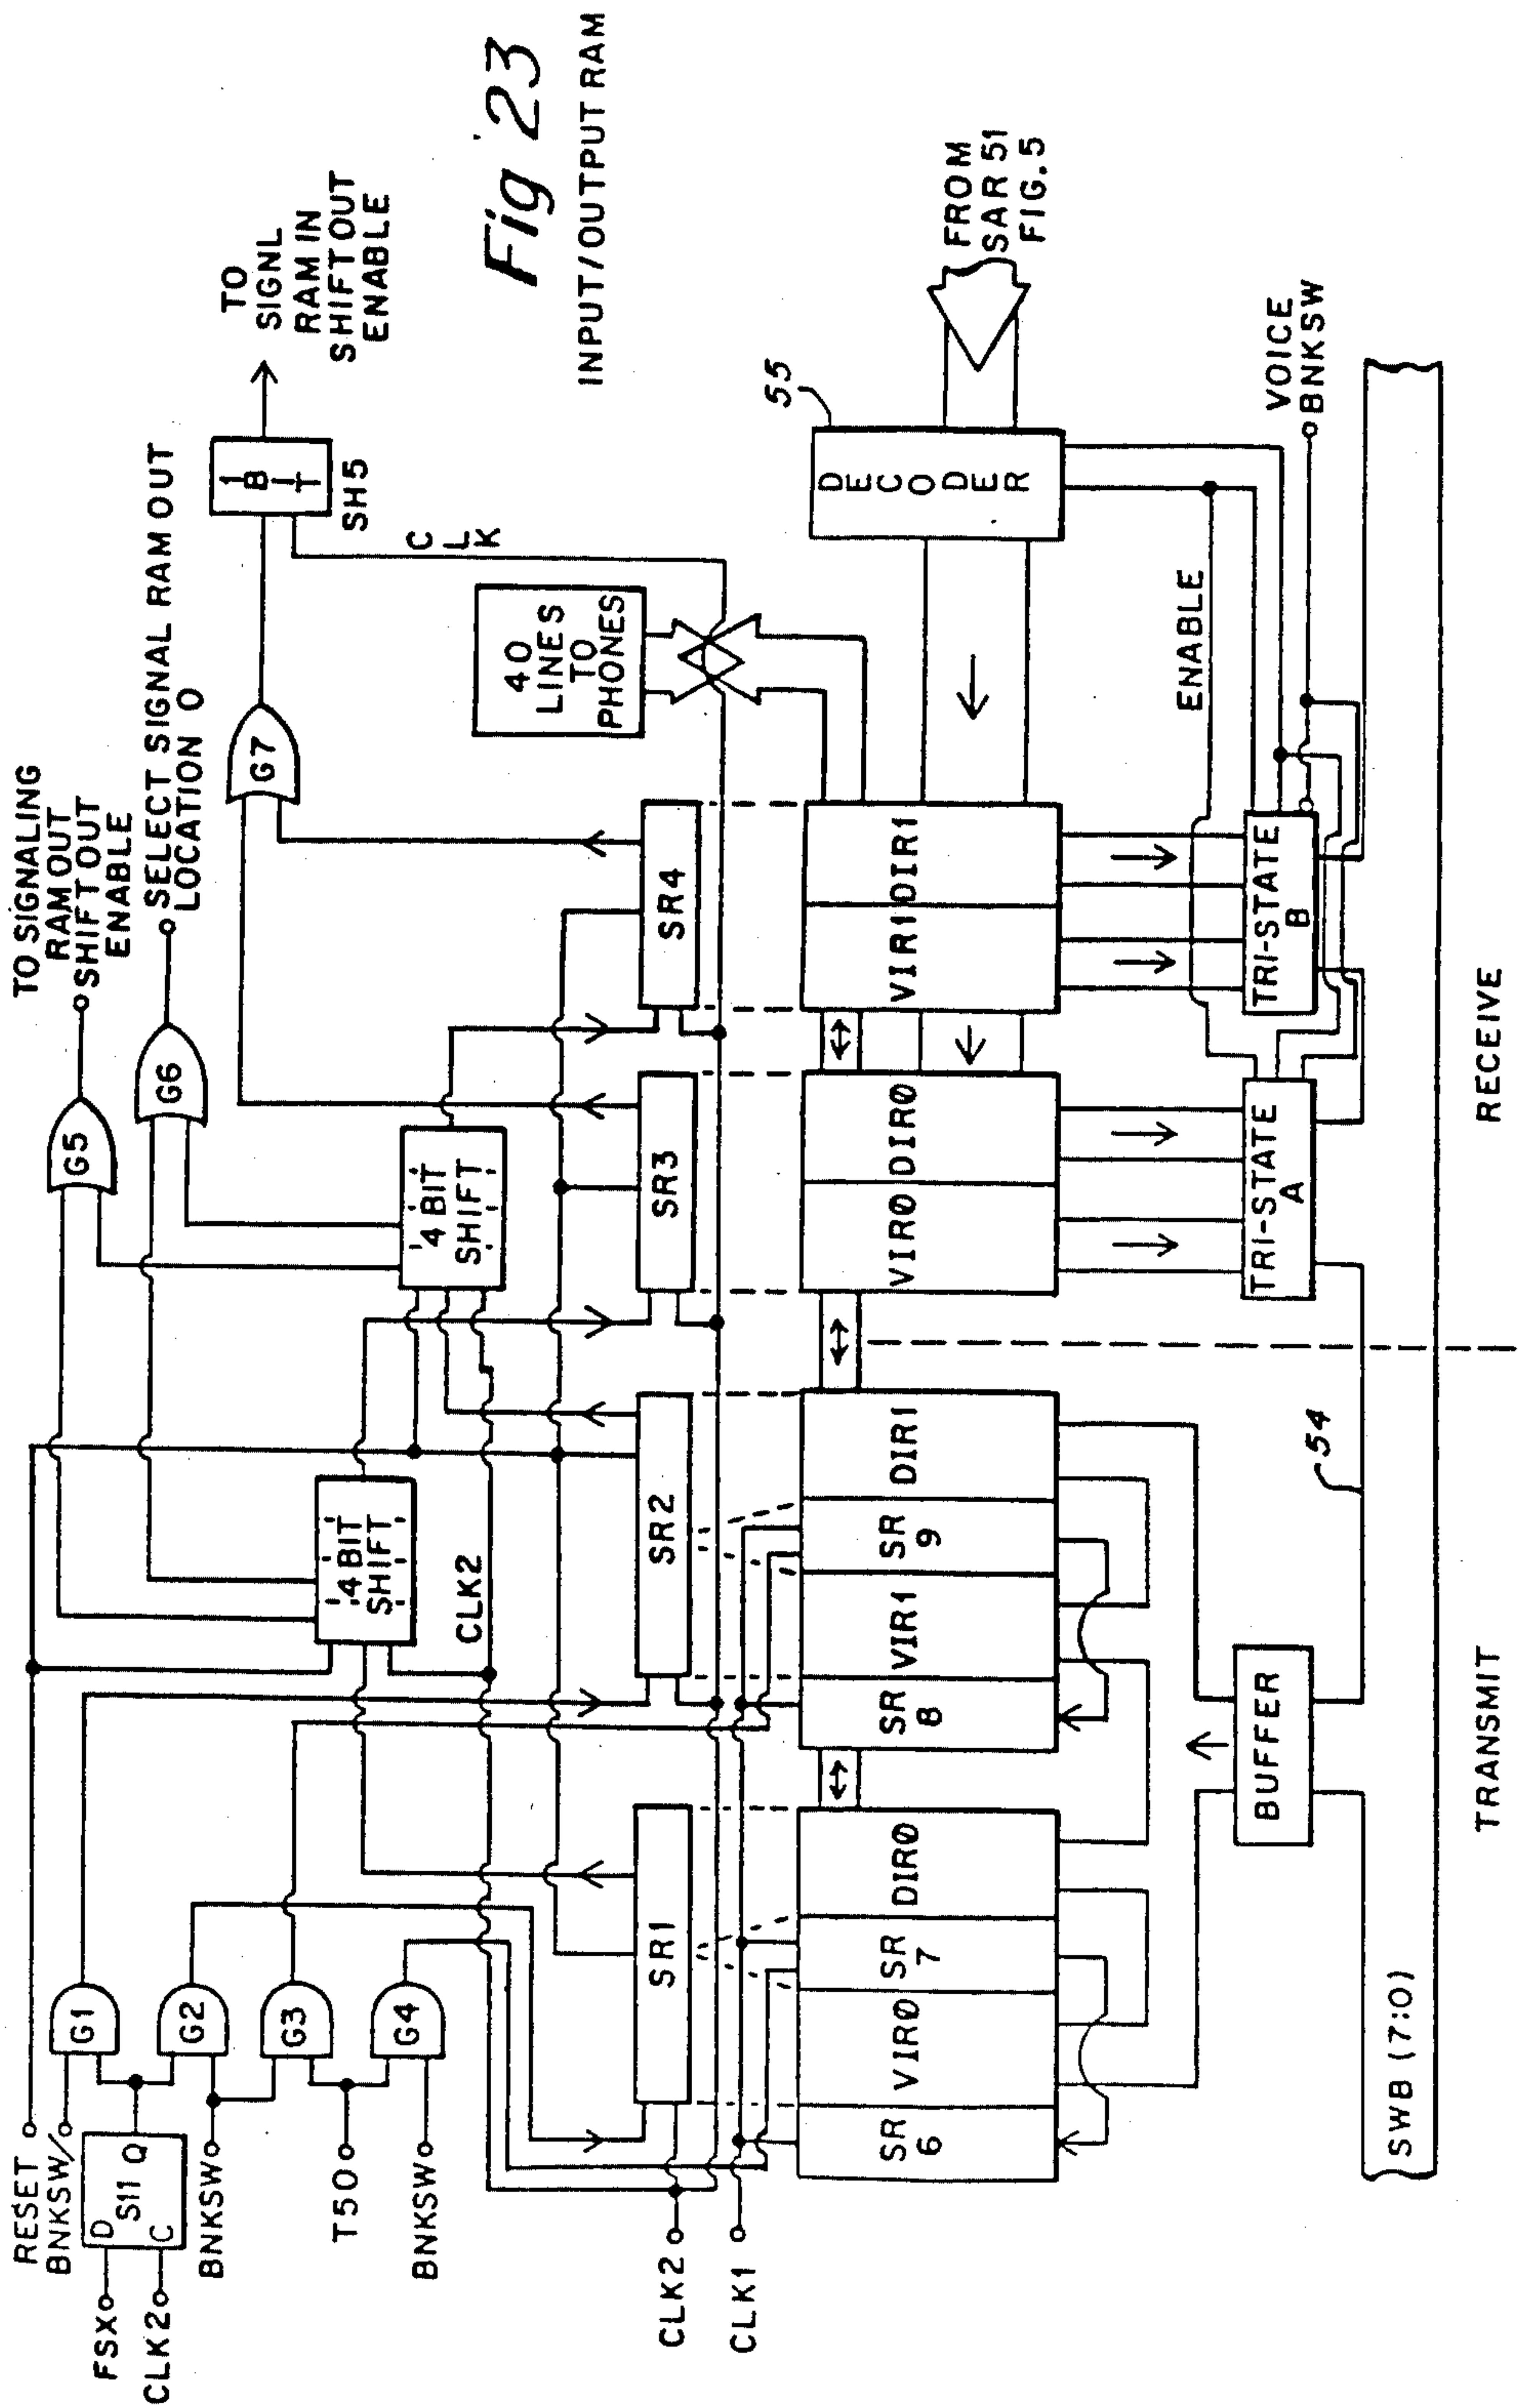 Fig 23
INPUT/OUTPUT RAM
RESET
BNKSW/
FSX
D
S11
Q
C
CLK2
BNKSW
T50
BNKSW
G1
G2
G3
G4
TO SIGNALING
RAM OUT
SHIFT OUT
ENABLE
G5
G6
SELECT SIGNAL RAM OUT
LOCATION 0
G7
1
BIT
SH5
TO
SIGNL
RAM IN
SHIFT OUT
ENABLE
CLK
4 BIT
SHIFT
4 BIT
SHIFT
CLK2
40
LINES
TO
PHONES
SR1
SR2
SR3
SR4
CLK2
CLK1
SR
6
VIR0
SR
7
DIR0
SR
8
VIR1
SR
9
DIR1
VIR0
DIR0
VIR1
DIR1
DECODER
55
FROM
SAR 51
FIG. 5
ENABLE
BUFFER
54
TRI-STATE
A
TRI-STATE
B
VOICE
BNKSW
SWB (7:0)
TRANSMIT
RECEIVE